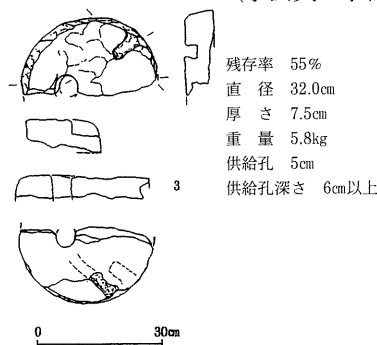 残存率 55%
直 径 32.0cm
厚 さ 7.5cm
重 量 5.8kg
供給孔 5cm
供給孔深さ 6cm以上
3
0 30cm